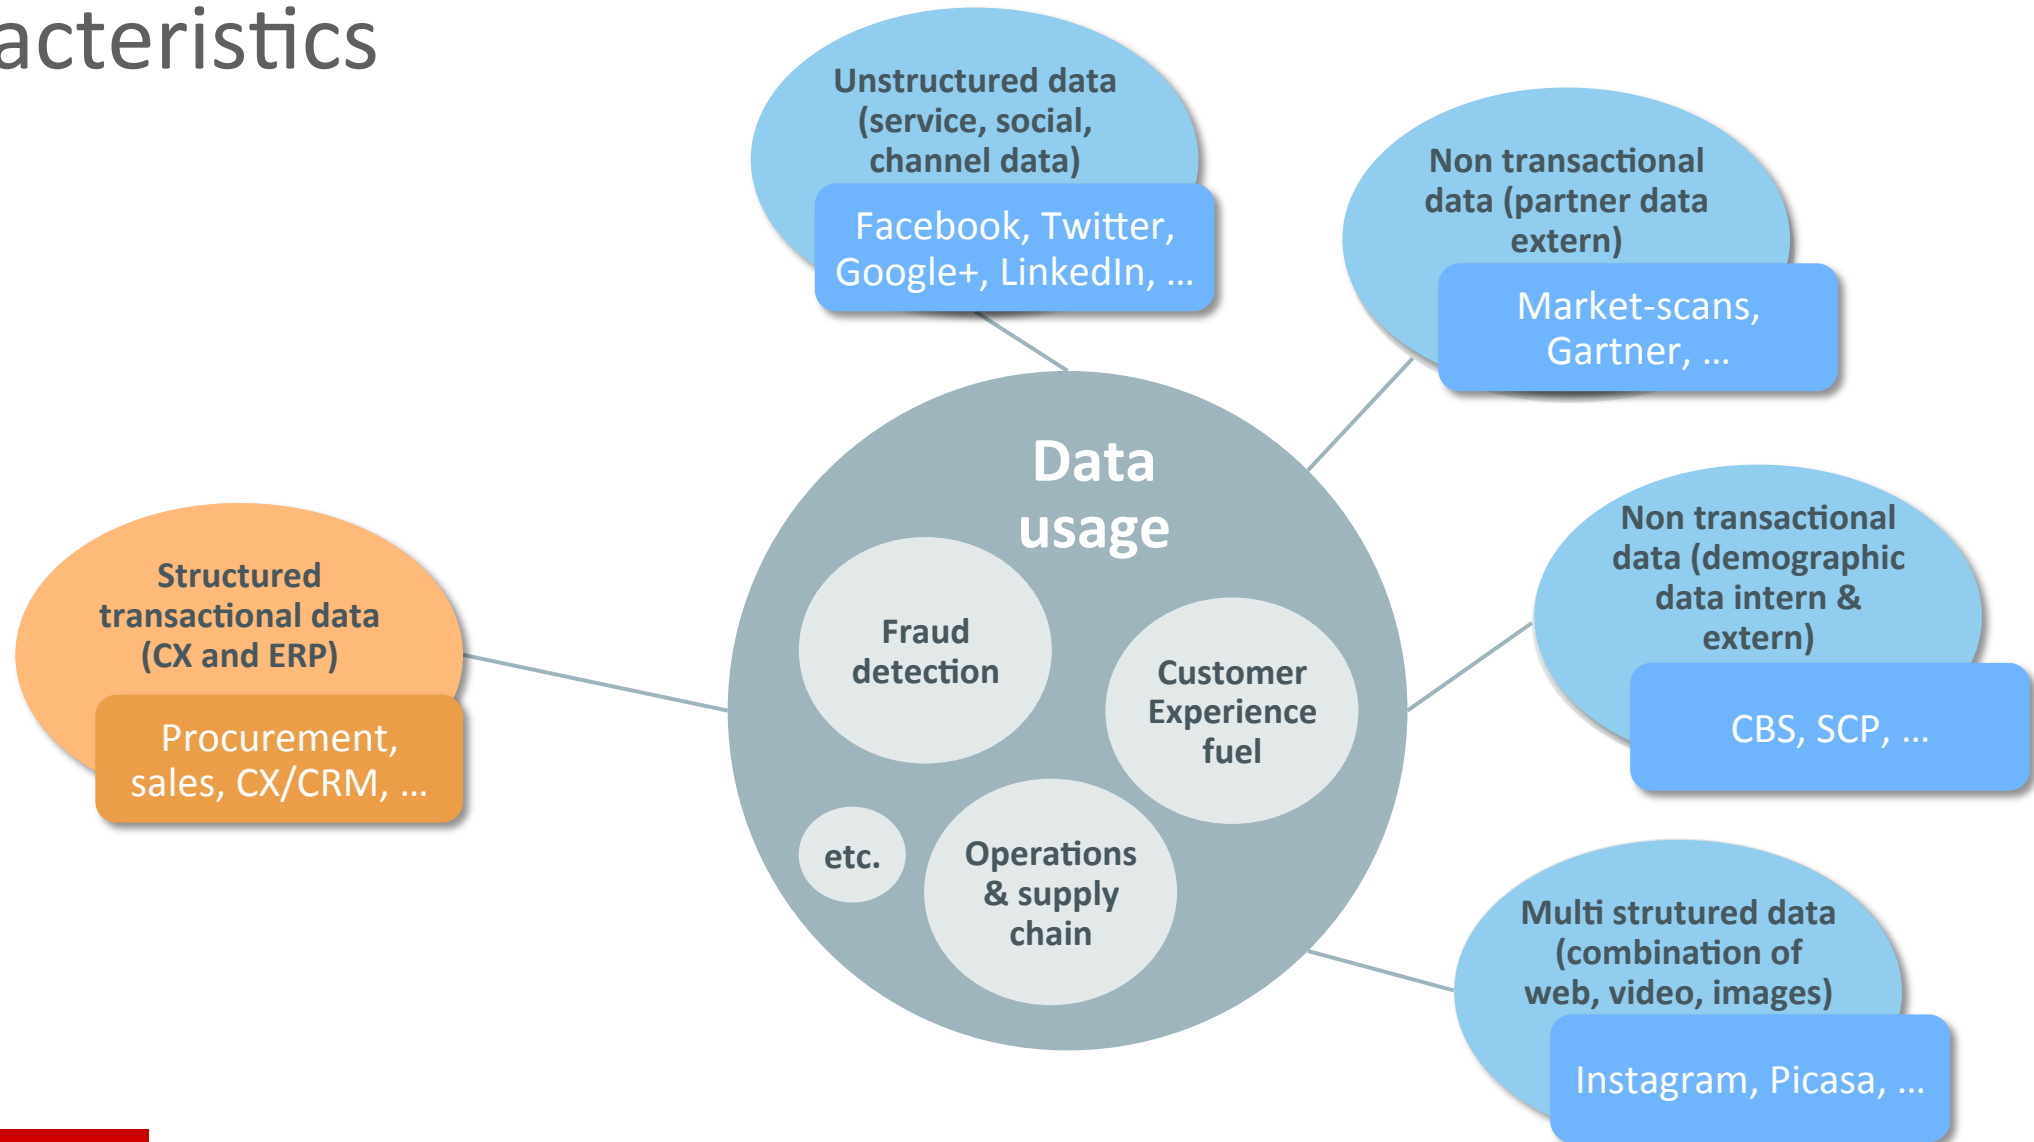 acteristics
Unstructured data
(service, social,
channel data)
Facebook, Twitter,
Google+, LinkedIn, ...
Non transactional
data (partner data
extern)
Market-scans,
Gartner, ...
Data
usage
Fraud
detection
Customer
Experience
fuel
etc.
Operations
& supply
chain
Structured
transactional data
(CX and ERP)
Procurement,
sales, CX/CRM, ...
Non transactional
data (demographic
data intern &
extern)
CBS, SCP, ...
Multi strutured data
(combination of
web, video, images)
Instagram, Picasa, ...